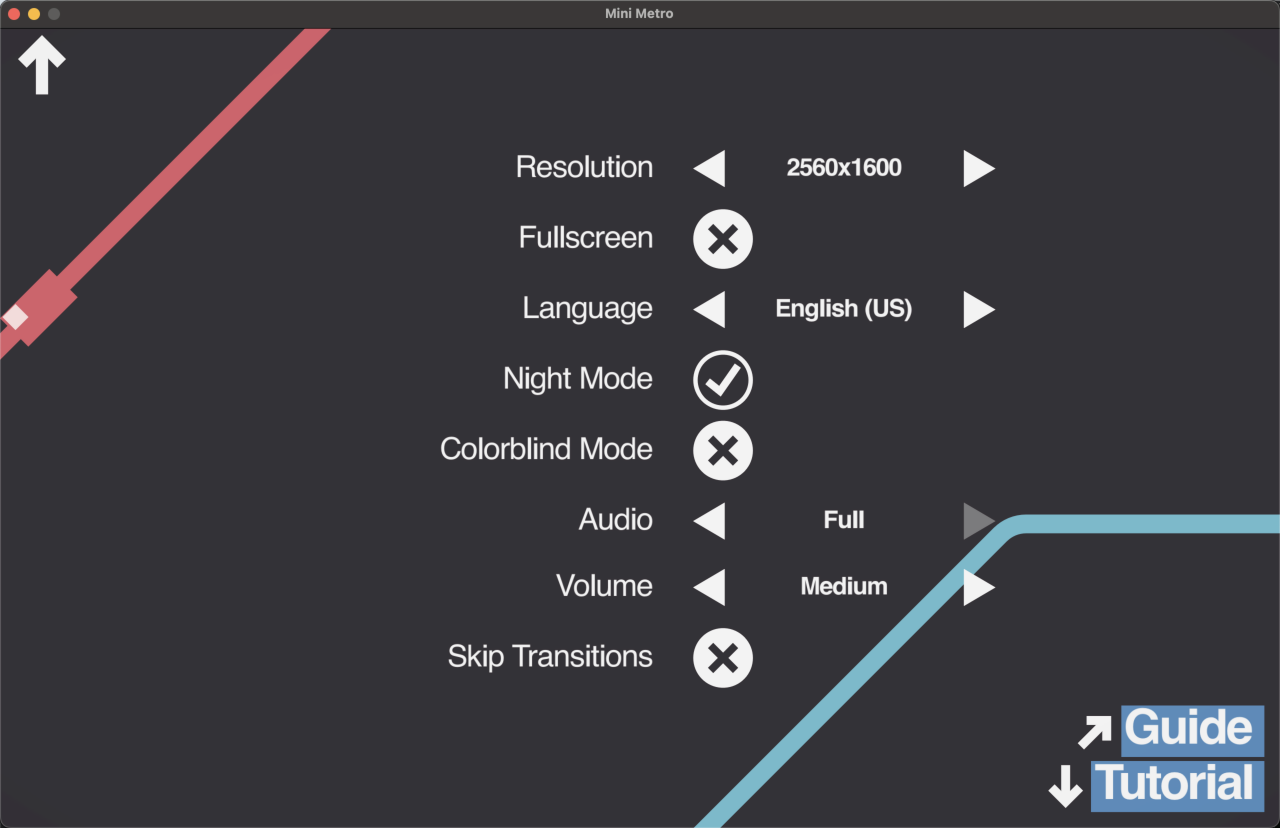 Mini Metro
Resolution 2560x1600
Fullscreen
Language English (US)
Night Mode
Colorblind Mode
Audio Full
Volume Medium
Skip Transitions
Guide
Tutorial